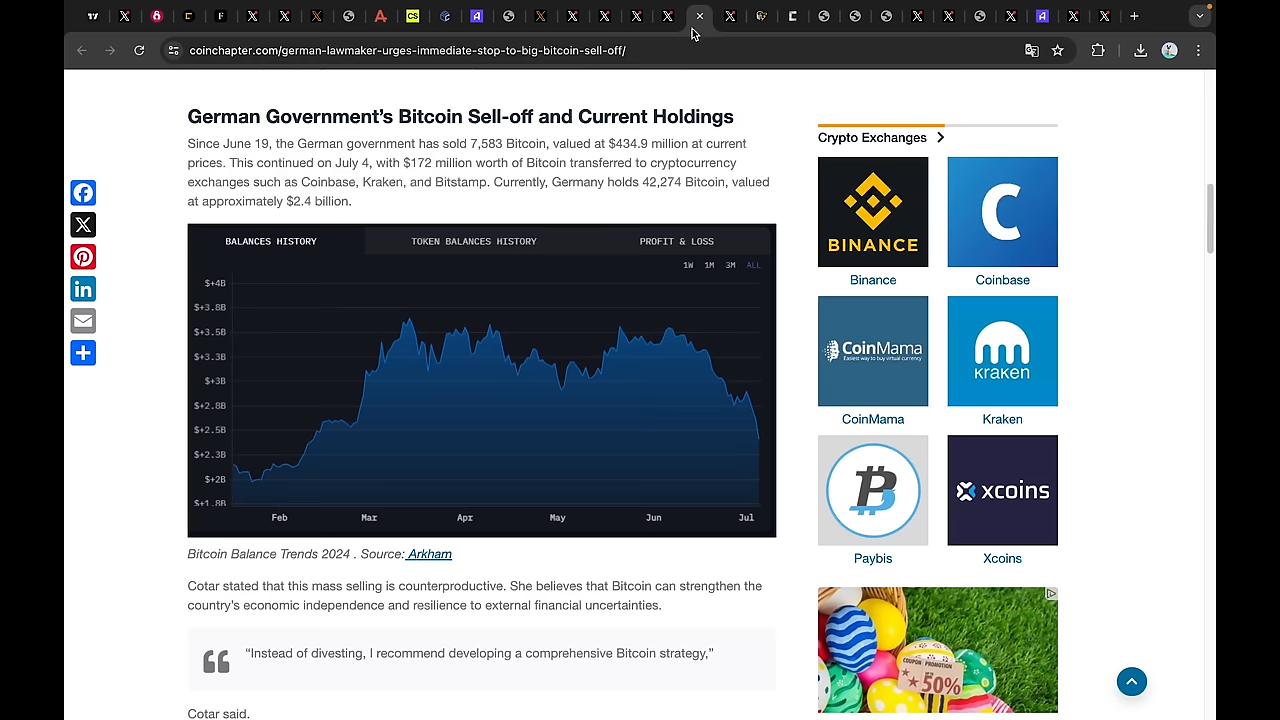 coinchapter.com/german-lawmaker-urges-immediate-stop-to-big-bitcoin-sell-off/
German Government's Bitcoin Sell-off and Current Holdings
Since June 19, the German government has sold 7,583 Bitcoin, valued at $434.9 million at current
prices. This continued on July 4, with $172 million worth of Bitcoin transferred to cryptocurrency
exchanges such as Coinbase, Kraken, and Bitstamp. Currently, Germany holds 42,274 Bitcoin, valued
at approximately $2.4 billion.
BALANCES HISTORY TOKEN BALANCES HISTORY PROFIT & LOSS
1W 1M 3M ALL
$+4B
$+3.8B
$+3.5B
$+3.3B
$+3B
$+2.8B
$+2.5B
$+2.3B
$+2B
$+1.8B
Feb Mar Apr May Jun Jul
Bitcoin Balance Trends 2024 . Source: Arkham
Cotar stated that this mass selling is counterproductive. She believes that Bitcoin can strengthen the
country's economic independence and resilience to external financial uncertainties.
“Instead of divesting, I recommend developing a comprehensive Bitcoin strategy,”
Cotar said.
Crypto Exchanges
BINANCE
Binance Coinbase
CoinMama
Easiest way to buy virtual currency
kraken
CoinMama Kraken
xcoins
Paybis Xcoins
COUPON PROMOTION
50%